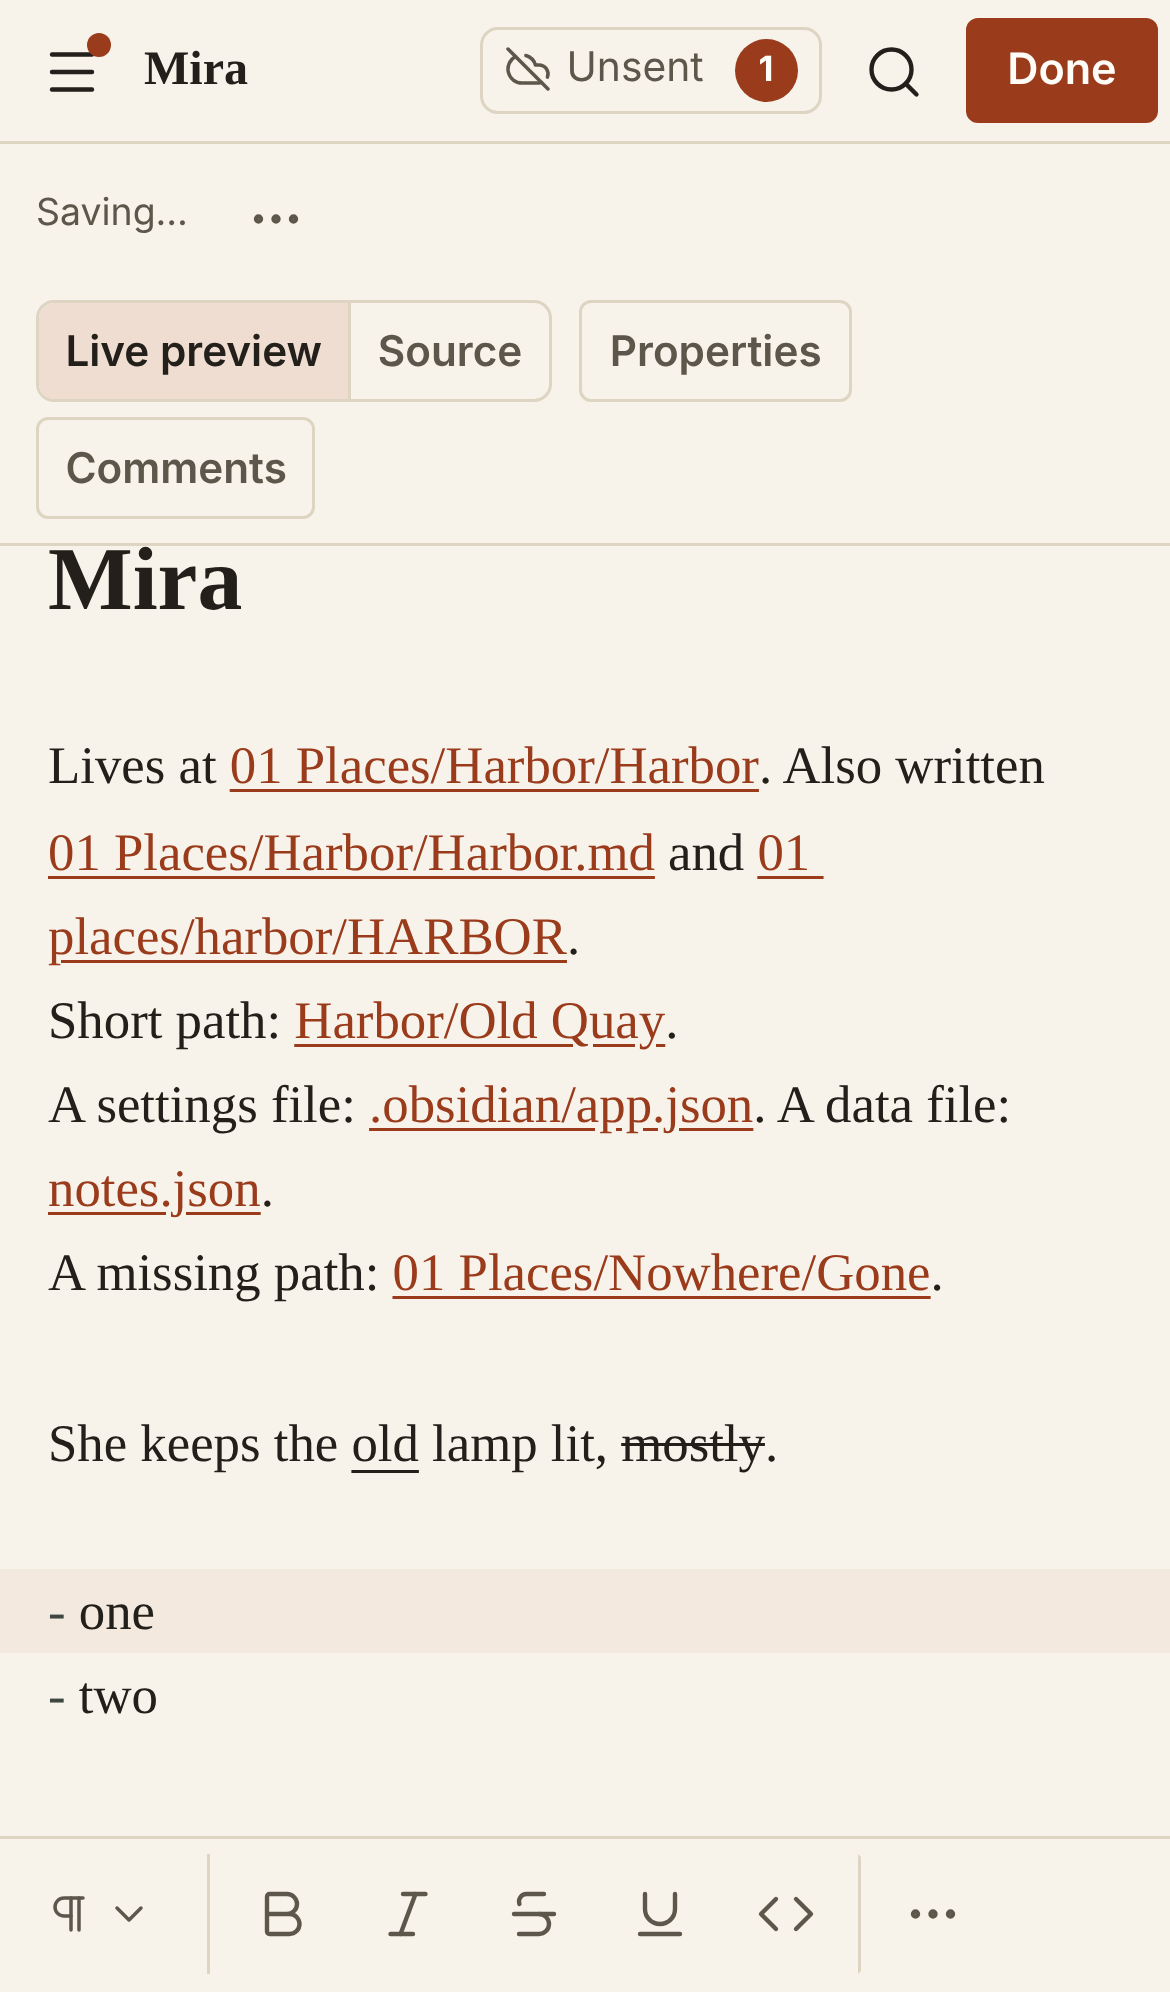 Mira
Unsent 1
Done
Saving...
Live preview
Source
Properties
Comments
Mira
Lives at 01 Places/Harbor/Harbor. Also written
01 Places/Harbor/Harbor.md and 01
places/harbor/HARBOR.
Short path: Harbor/Old Quay.
A settings file: .obsidian/app.json. A data file:
notes.json.
A missing path: 01 Places/Nowhere/Gone.
She keeps the old lamp lit, mostly.
- one
- two